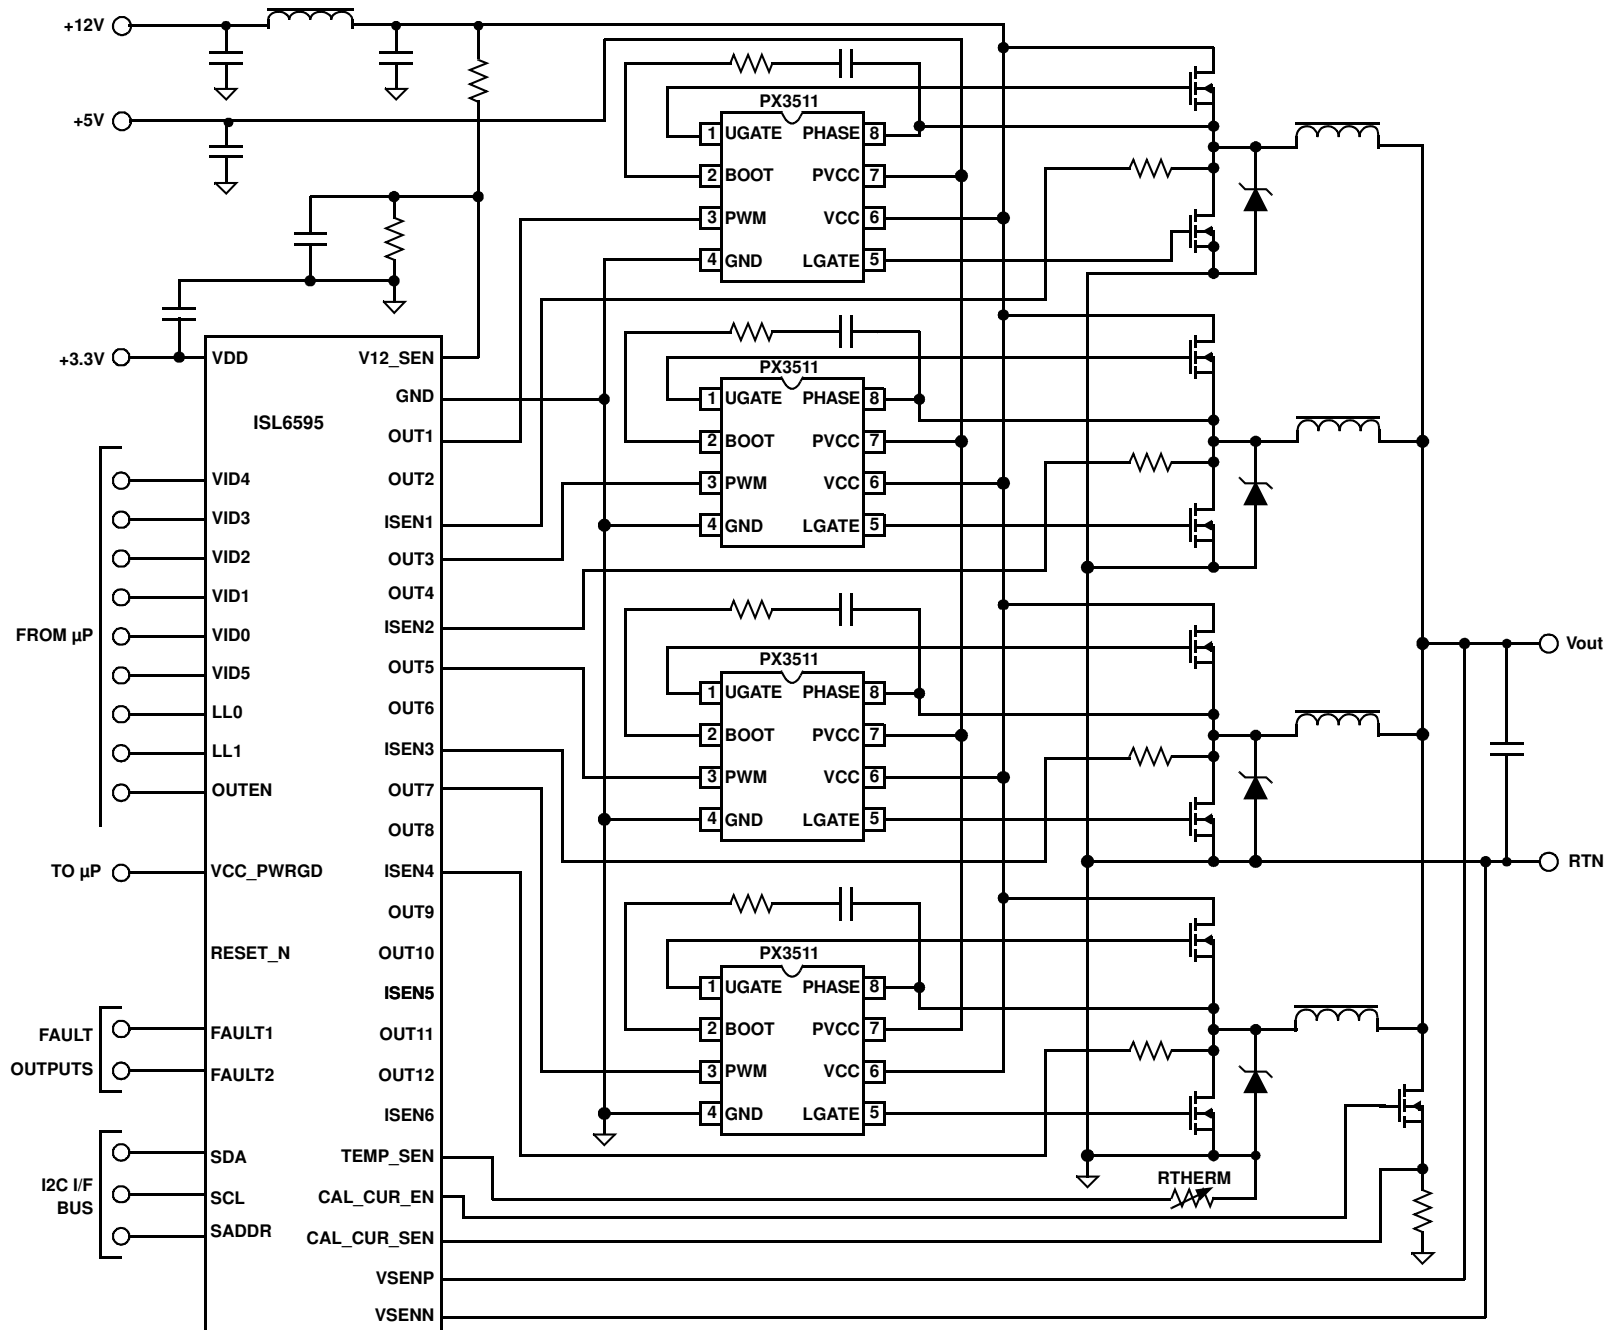 +12V
+5V
+3.3V
FROM µP
TO µP
FAULT
OUTPUTS
I2C I/F
BUS
ISL6595
VDD
VID4
VID3
VID2
VID1
VID0
VID5
LL0
LL1
OUTEN
VCC_PWRGD
RESET_N
FAULT1
FAULT2
SDA
SCL
SADDR
V12_SEN
GND
OUT1
OUT2
ISEN1
OUT3
OUT4
ISEN2
OUT5
OUT6
ISEN3
OUT7
OUT8
ISEN4
OUT9
OUT10
ISEN5
OUT11
OUT12
ISEN6
TEMP_SEN
CAL_CUR_EN
CAL_CUR_SEN
VSENP
VSENN
PX3511
1 UGATE PHASE 8
2 BOOT PVCC 7
3 PWM VCC 6
4 GND LGATE 5
PX3511
1 UGATE PHASE 8
2 BOOT PVCC 7
3 PWM VCC 6
4 GND LGATE 5
PX3511
1 UGATE PHASE 8
2 BOOT PVCC 7
3 PWM VCC 6
4 GND LGATE 5
PX3511
1 UGATE PHASE 8
2 BOOT PVCC 7
3 PWM VCC 6
4 GND LGATE 5
RTHERM
Vout
RTN